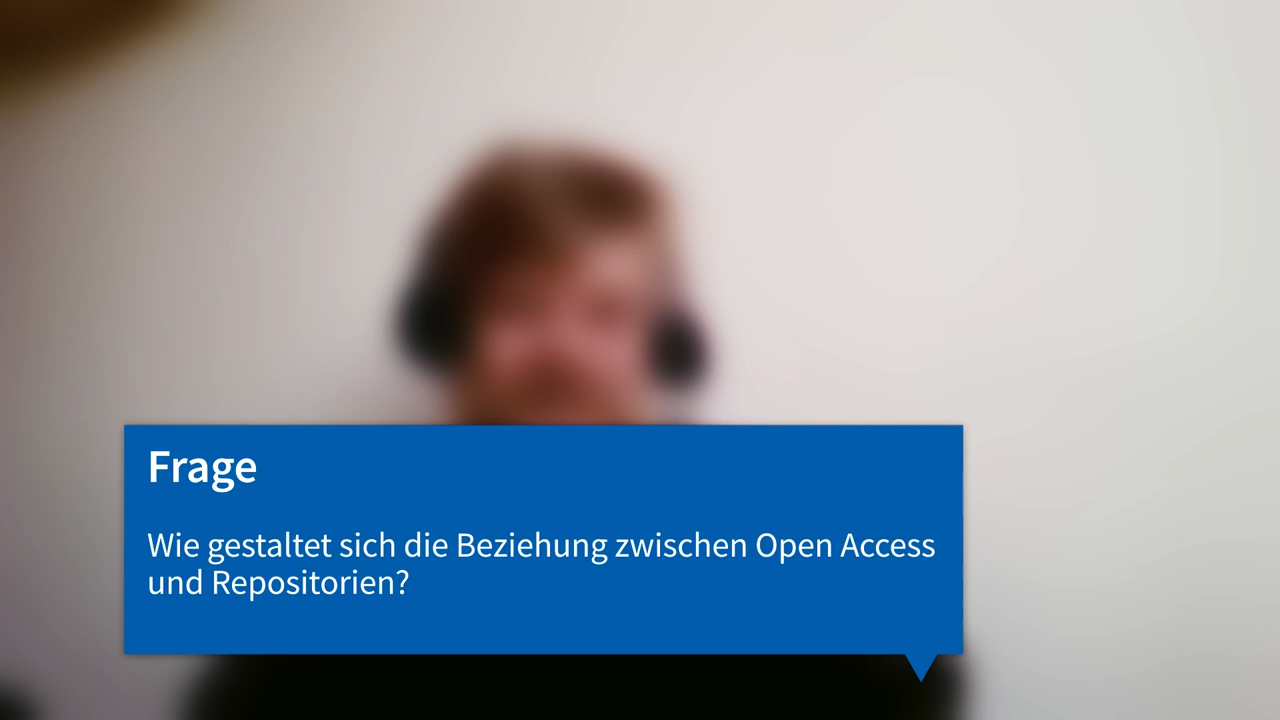 Frage
Wie gestaltet sich die Beziehung zwischen Open Access
und Repositorien?